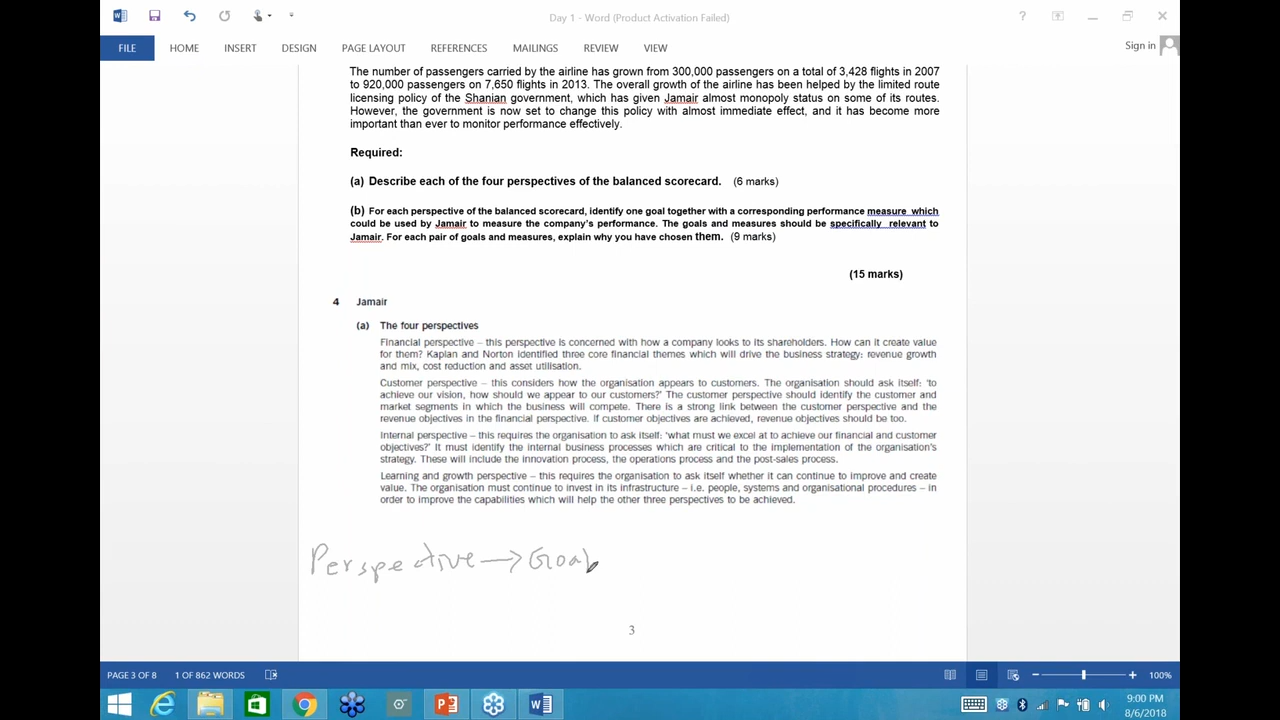 Day 1 - Word (Product Activation Failed)
FILE HOME INSERT DESIGN PAGE LAYOUT REFERENCES MAILINGS REVIEW VIEW
Sign in
The number of passengers carried by the airline has grown from 300,000 passengers on a total of 3,428 flights in 2007
to 920,000 passengers on 7,650 flights in 2013. The overall growth of the airline has been helped by the limited route
licensing policy of the Shanian government, which has given Jamair almost monopoly status on some of its routes.
However, the government is now set to change this policy with almost immediate effect, and it has become more
important than ever to monitor performance effectively.
Required:
(a) Describe each of the four perspectives of the balanced scorecard. (6 marks)
(b) For each perspective of the balanced scorecard, identify one goal together with a corresponding performance measure which
could be used by Jamair to measure the company's performance. The goals and measures should be specifically relevant to
Jamair. For each pair of goals and measures, explain why you have chosen them. (9 marks)
(15 marks)
4 Jamair
(a) The four perspectives
Financial perspective – this perspective is concerned with how a company looks to its shareholders. How can it create value
for them? Kaplan and Norton identified three core financial themes which will drive the business strategy: revenue growth
and mix, cost reduction and asset utilisation.
Customer perspective – this considers how the organisation appears to customers. The organisation should ask itself: 'to
achieve our vision, how should we appear to our customers?' The customer perspective should identify the customer and
market segments in which the business will compete. There is a strong link between the customer perspective and the
revenue objectives in the financial perspective. If customer objectives are achieved, revenue objectives should be too.
Internal perspective – this requires the organisation to ask itself: 'what must we excel at to achieve our financial and customer
objectives?' It must identify the internal business processes which are critical to the implementation of the organisation's
strategy. These will include the innovation process, the operations process and the post-sales process.
Learning and growth perspective – this requires the organisation to ask itself whether it can continue to improve and create
value. The organisation must continue to invest in its infrastructure – i.e. people, systems and organisational procedures – in
order to improve the capabilities which will help the other three perspectives to be achieved.
Perspective → Goal
3
PAGE 3 OF 8 1 OF 862 WORDS 100%
9:00 PM
8/6/2018